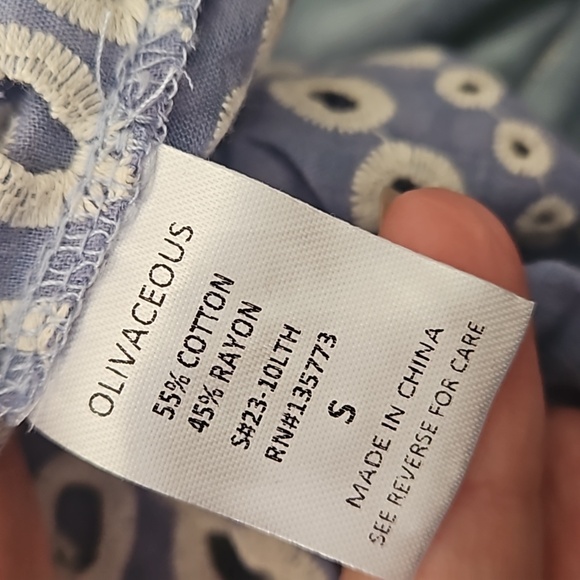 OLIVACEOUS
55% COTTON
45% RAYON
S#23-10LTH
RN#135773
S
MADE IN CHINA
SEE REVERSE FOR CARE